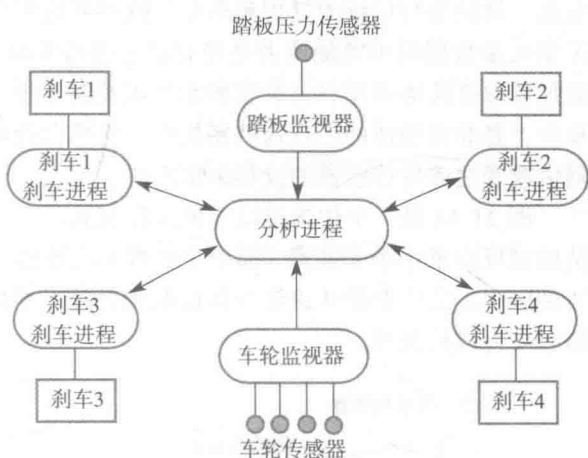 踏板压力传感器
刹车1
刹车2
踏板监视器
刹车1
刹车进程
刹车2
刹车进程
分析进程
刹车3
刹车进程
刹车4
刹车进程
车轮监视器
刹车3
刹车4
车轮传感器